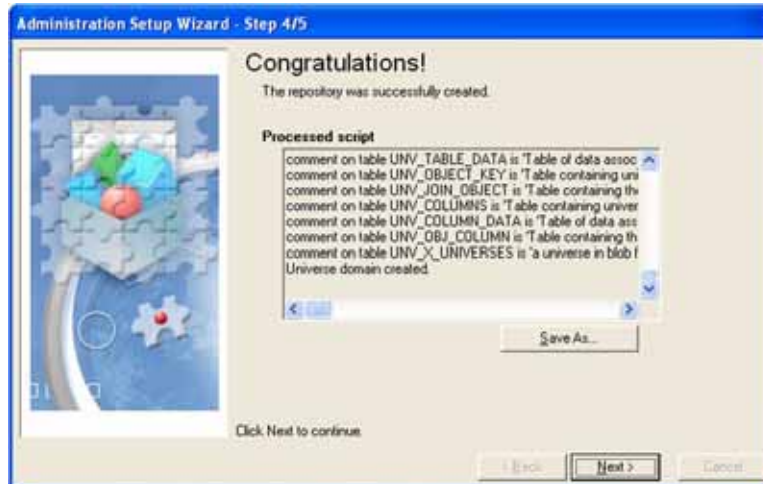 Administration Setup Wizard - Step 4/5
Congratulations!
The repository was successfully created.
Processed script
comment on table UNV_TABLE_DATA is 'Table of data assoc
comment on table UNV_OBJECT_KEY is 'Table containing uni
comment on table UNV_JOIN_OBJECT is 'Table containing the
comment on table UNV_COLUMNS is 'Table containing univer
comment on table UNV_COLUMN_DATA is 'Table of data ass
comment on table UNV_OBJ_COLUMN is 'Table containing th
comment on table UNV_X_UNIVERSES is 'a universe in blob f
Universe domain created.
Save As...
Click Next to continue.
< Back
Next >
Cancel